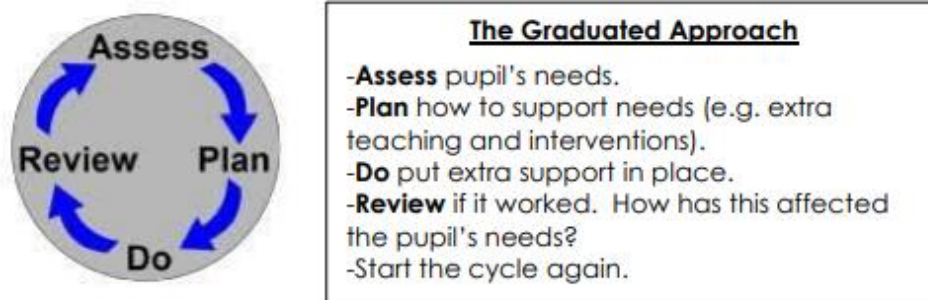 Assess
Plan
Do
Review
The Graduated Approach
-Assess pupil's needs.
-Plan how to support needs (e.g. extra
teaching and interventions).
-Do put extra support in place.
-Review if it worked.  How has this affected
the pupil's needs?
-Start the cycle again.